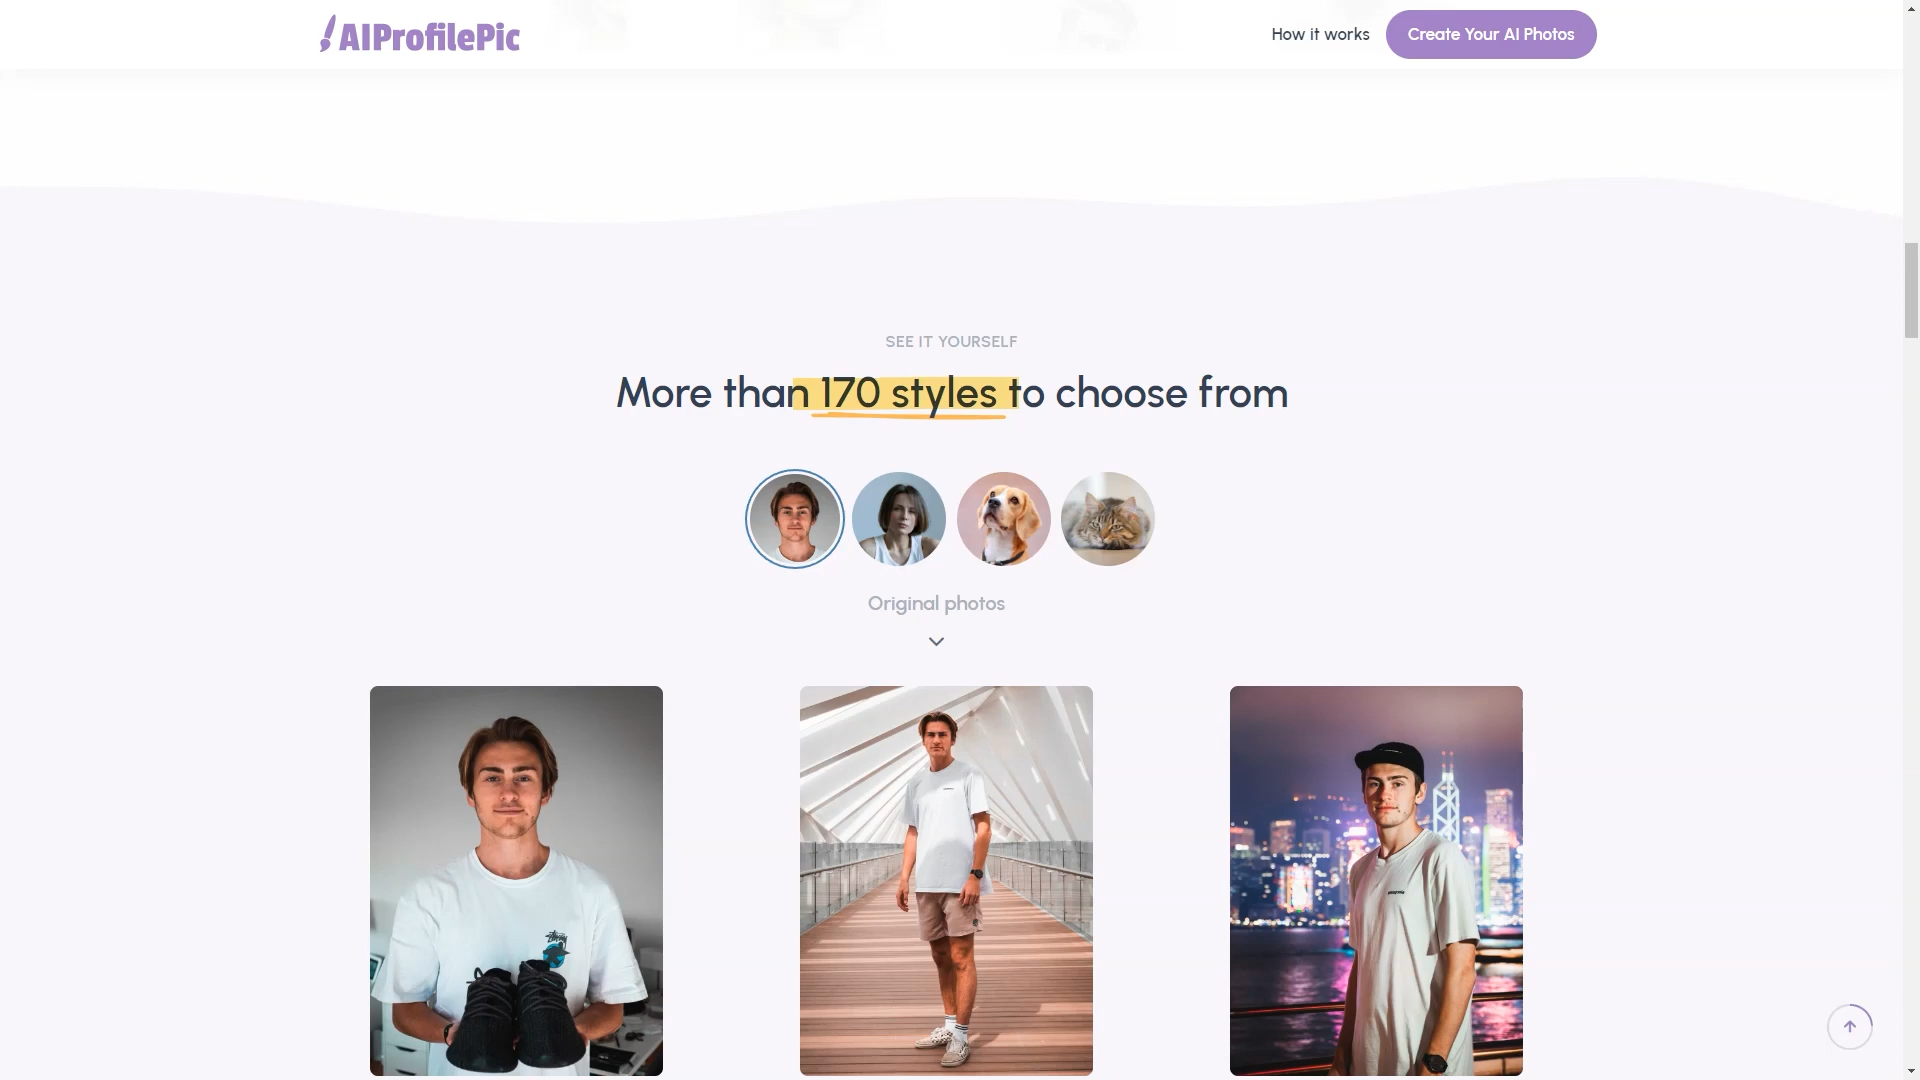 AIProfilePic
How it works
Create Your AI Photos
SEE IT YOURSELF
More than 170 styles to choose from
Original photos